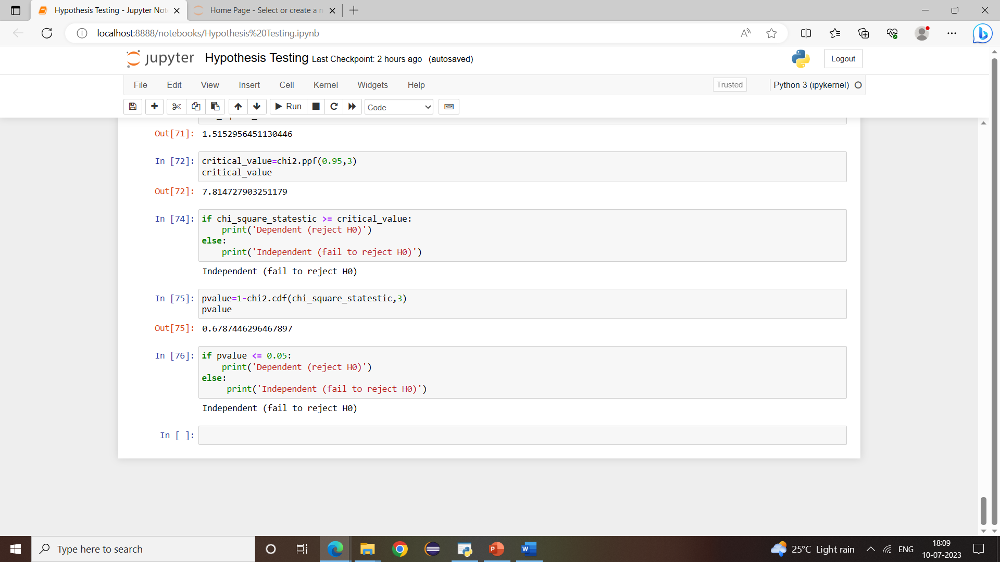 Hypothesis Testing - Jupyter Not
Home Page - Select or create a n
localhost:8888/notebooks/Hypothesis%20Testing.ipynb
jupyter Hypothesis Testing Last Checkpoint: 2 hours ago (autosaved)
Logout
File Edit View Insert Cell Kernel Widgets Help
Trusted
Python 3 (ipykernel)
Run
Code
Out[71]: 1.5152956451130446
In [72]: critical_value=chi2.ppf(0.95,3)
critical_value
Out[72]: 7.814727903251179
In [74]: if chi_square_statestic >= critical_value:
print('Dependent (reject H0)')
else:
print('Independent (fail to reject H0)')
Independent (fail to reject H0)
In [75]: pvalue=1-chi2.cdf(chi_square_statestic,3)
pvalue
Out[75]: 0.6787446296467897
In [76]: if pvalue <= 0.05:
print('Dependent (reject H0)')
else:
print('Independent (fail to reject H0)')
Independent (fail to reject H0)
In [ ]:
Type here to search
25°C Light rain
ENG
18:09
10-07-2023